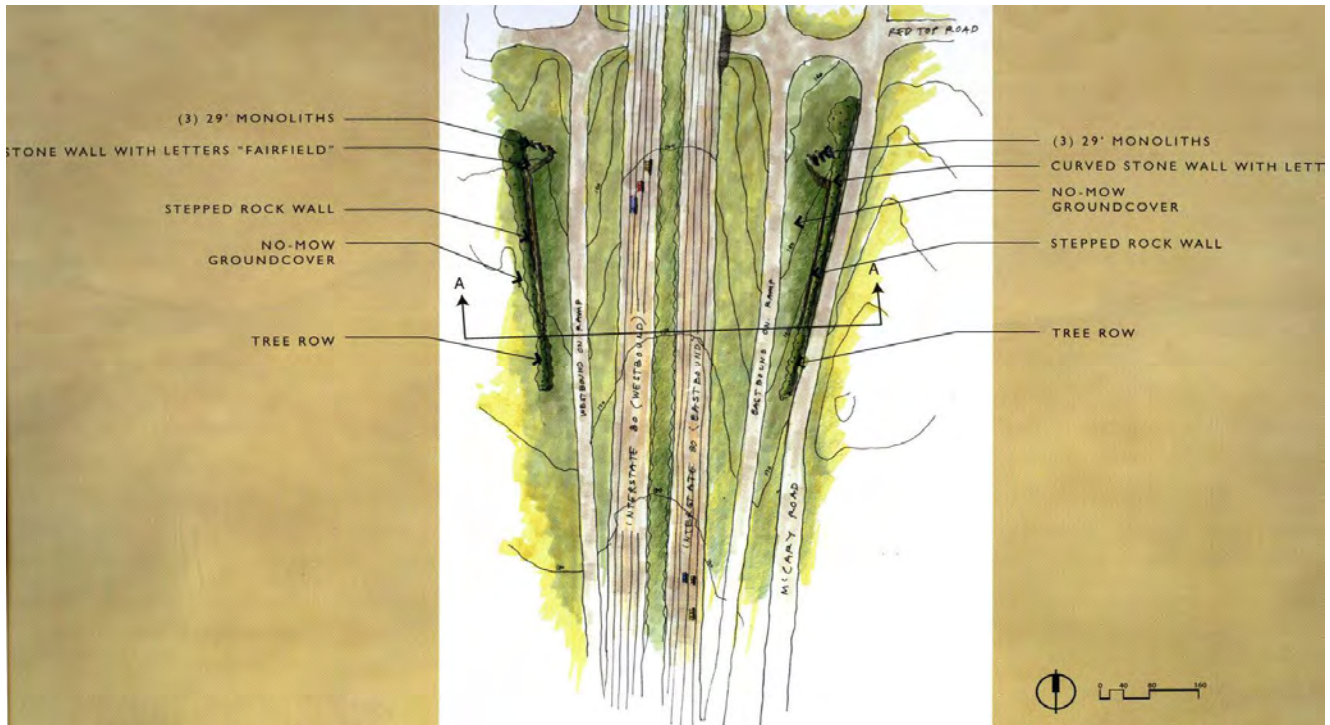 RED TOP ROAD
(3) 29' MONOLITHS
STONE WALL WITH LETTERS "FAIRFIELD"
STEPPED ROCK WALL
NO-MOW
GROUNDCOVER
A
TREE ROW
(3) 29' MONOLITHS
CURVED STONE WALL WITH LETT
NO-MOW
GROUNDCOVER
STEPPED ROCK WALL
A
TREE ROW
WESTBOUND ON RAMP
INTERSTATE 80 (WESTBOUND)
INTERSTATE 80 (EASTBOUND)
EASTBOUND ON RAMP
McCARY ROAD
0 40 80 160